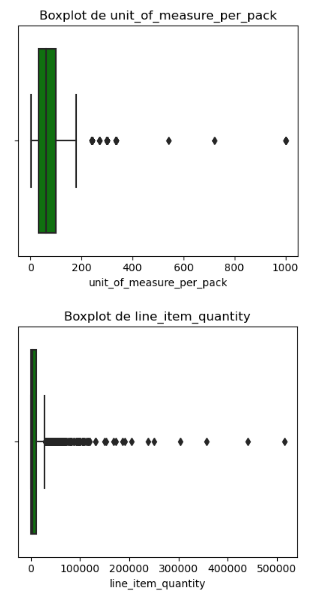 Boxplot de unit_of_measure_per_pack
0 200 400 600 800 1000
unit_of_measure_per_pack
Boxplot de line_item_quantity
0 100000 200000 300000 400000 500000
line_item_quantity